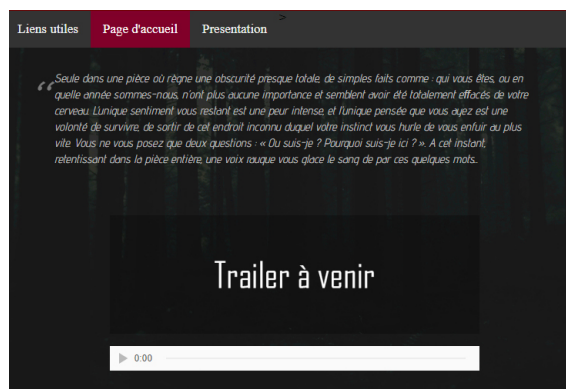 Liens utiles Page d'accueil Presentation >
“ Seule dans une pièce où règne une obscurité presque totale, de simples faits comme : qui vous êtes, ou en
quelle année sommes-nous, n'ont plus aucune importance et semblent avoir été totalement effacés de votre
cerveau. L'unique sentiment vous restant est une peur intense, et l'unique pensée que vous ayez est une
volonté de survivre, de sortir de cet endroit inconnu duquel votre instinct vous hurle de vous enfuir au plus
vite. Vous ne vous posez que deux questions : « Ou suis-je ? Pourquoi suis-je ici ? ». A cet instant,
retentissant dans la pièce entière, une voix rauque vous glace le sang de par ces quelques mots...
Trailer à venir
0:00